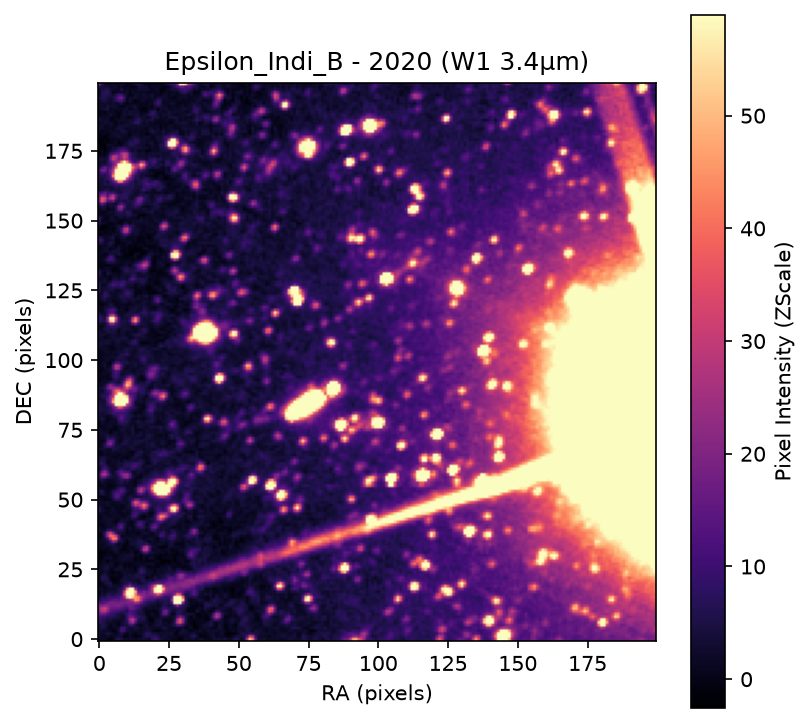 Epsilon_Indi_B - 2020 (W1 3.4μm)
DEC (pixels)
175
150
125
100
75
50
25
0
0 25 50 75 100 125 150 175
RA (pixels)
50
40
30
20
10
0
Pixel Intensity (ZScale)